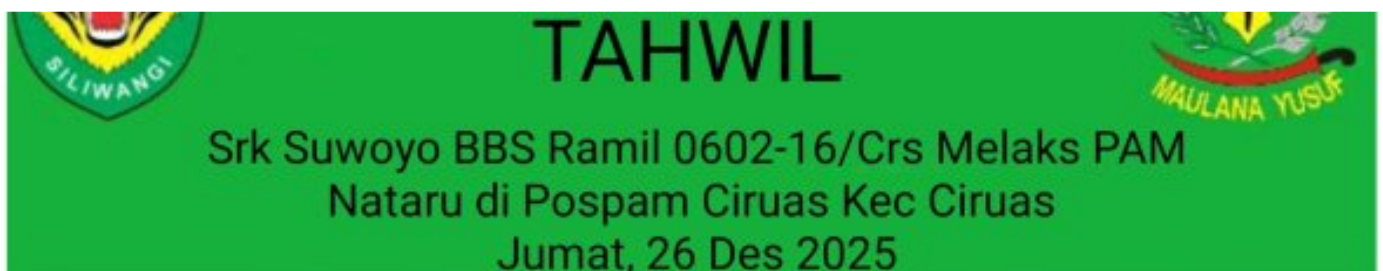 TAHWIL
SILIWANGI
MAULANA YUSUF
Srk Suwoyo BBS Ramil 0602-16/Crs Melaks PAM
Nataru di Pospam Ciruas Kec Ciruas
Jumat, 26 Des 2025